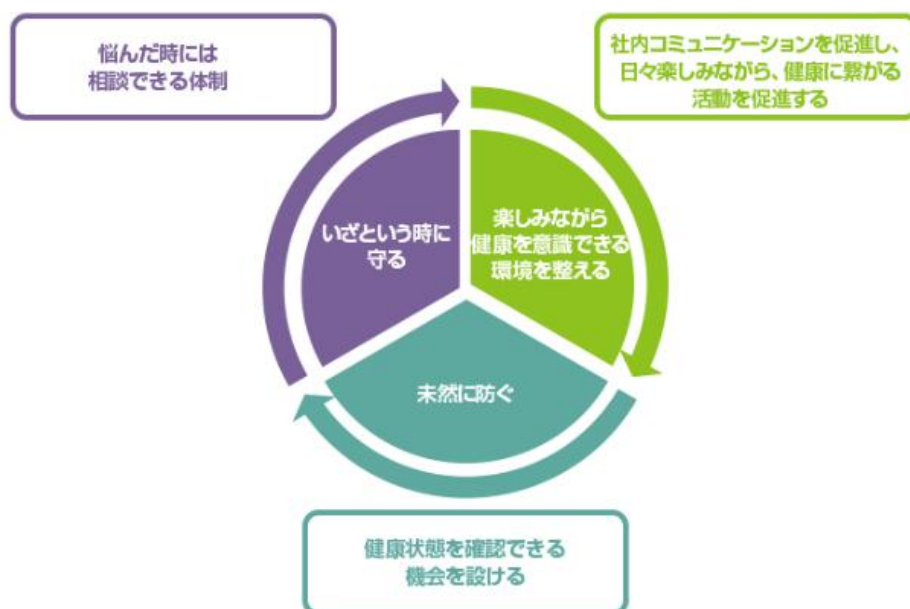 悩んだ時には
相談できる体制
社内コミュニケーションを促進し、
日々楽しみながら、健康に繋がる
活動を促進する
いざという時に
守る
楽しみながら
健康を意識できる
環境を整える
未然に防ぐ
健康状態を確認できる
機会を設ける